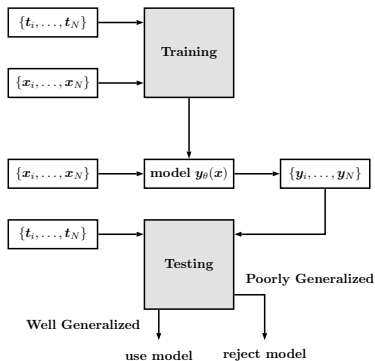 {t_i, ..., t_N}
Training
{x_i, ..., x_N}
{x_i, ..., x_N}
model y_θ(x)
{y_i, ..., y_N}
{t_i, ..., t_N}
Testing
Poorly Generalized
Well Generalized
use model
reject model